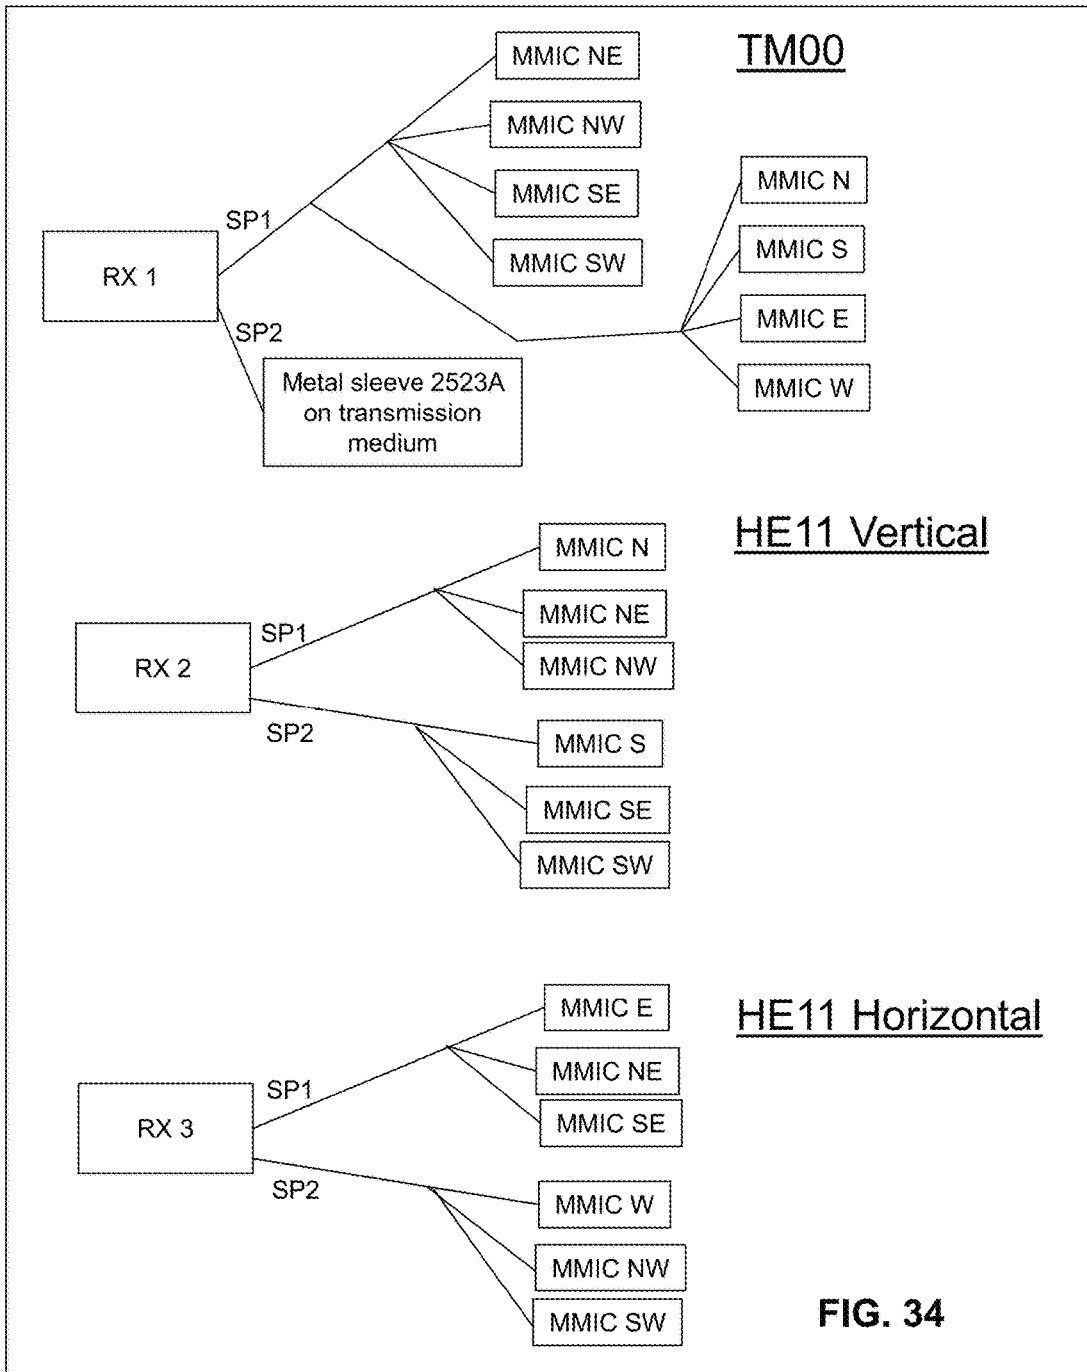 TM00
MMIC NE
MMIC NW
MMIC SE
MMIC SW
MMIC N
MMIC S
MMIC E
MMIC W
SP1
RX 1
SP2
Metal sleeve 2523A
on transmission
medium
HE11 Vertical
MMIC N
MMIC NE
MMIC NW
SP1
RX 2
SP2
MMIC S
MMIC SE
MMIC SW
HE11 Horizontal
MMIC E
MMIC NE
MMIC SE
SP1
RX 3
SP2
MMIC W
MMIC NW
MMIC SW
FIG. 34